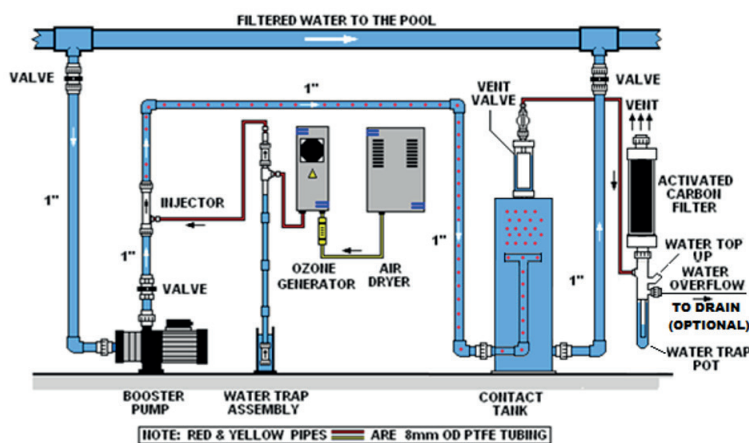 FILTERED WATER TO THE POOL
VALVE
1"
VENT
VALVE
VALVE
VENT
1"
INJECTOR
1"
VALVE
OZONE
GENERATOR
AIR
DRYER
1"
1"
ACTIVATED
CARBON
FILTER
WATER TOP
UP
WATER
OVERFLOW
TO DRAIN
(OPTIONAL)
WATER TRAP
POT
BOOSTER
PUMP
WATER TRAP
ASSEMBLY
CONTACT
TANK
NOTE: RED & YELLOW PIPES ARE 8mm OD PTFE TUBING